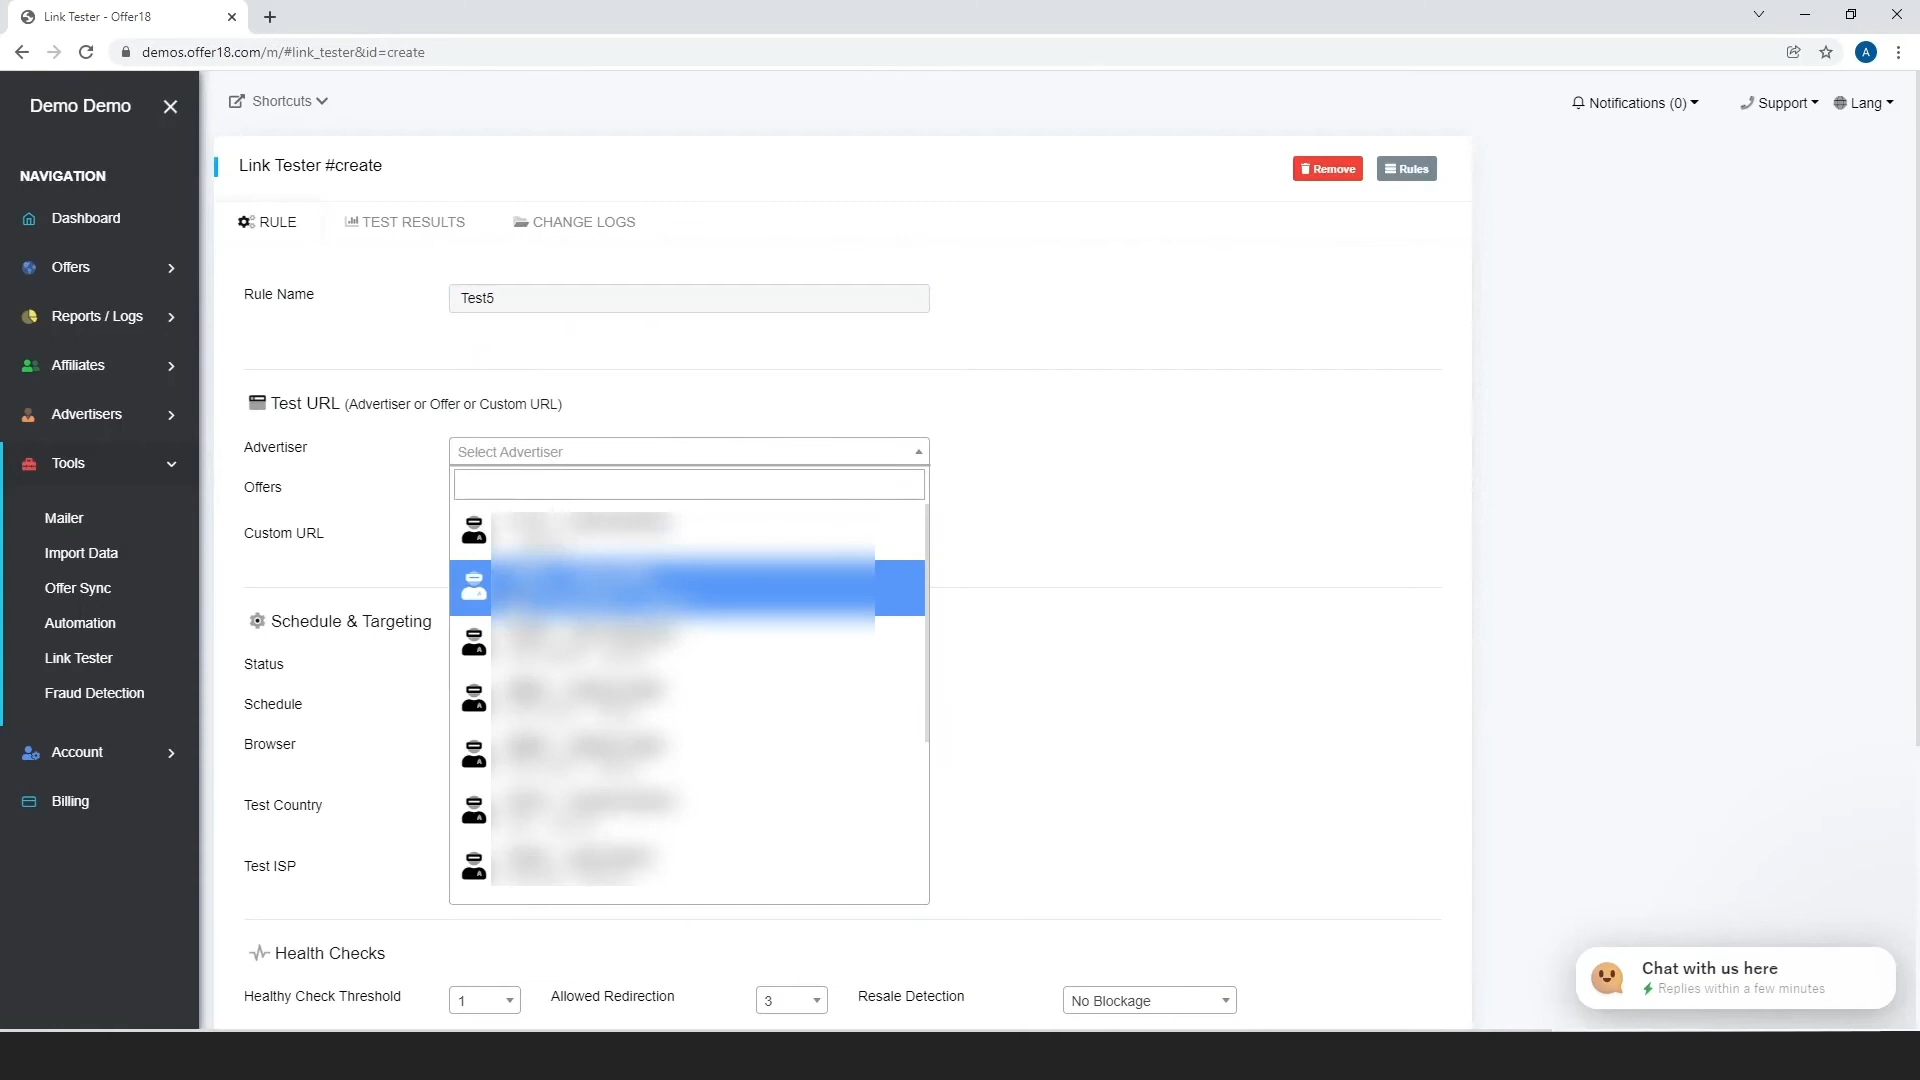 Link Tester - Offer18
demos.offer18.com/m/#link_tester&id=create
A
Demo Demo
Shortcuts
Notifications (0)
Support
Lang
Link Tester #create
Remove
Rules
NAVIGATION
RULE
TEST RESULTS
CHANGE LOGS
Dashboard
Offers
Reports / Logs
Affiliates
Advertisers
Tools
Mailer
Import Data
Offer Sync
Automation
Link Tester
Fraud Detection
Account
Billing
Rule Name
Test5
Test URL (Advertiser or Offer or Custom URL)
Advertiser
Select Advertiser
Offers
Custom URL
Schedule & Targeting
Status
Schedule
Browser
Test Country
Test ISP
Health Checks
Healthy Check Threshold
1
Allowed Redirection
3
Resale Detection
No Blockage
Chat with us here
Replies within a few minutes